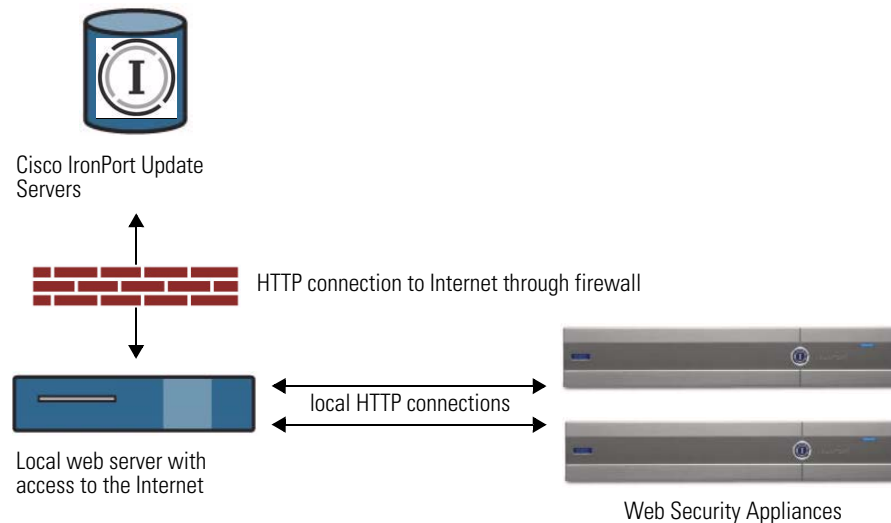 I
Cisco IronPort Update
Servers
HTTP connection to Internet through firewall
local HTTP connections
Local web server with
access to the Internet
Web Security Appliances